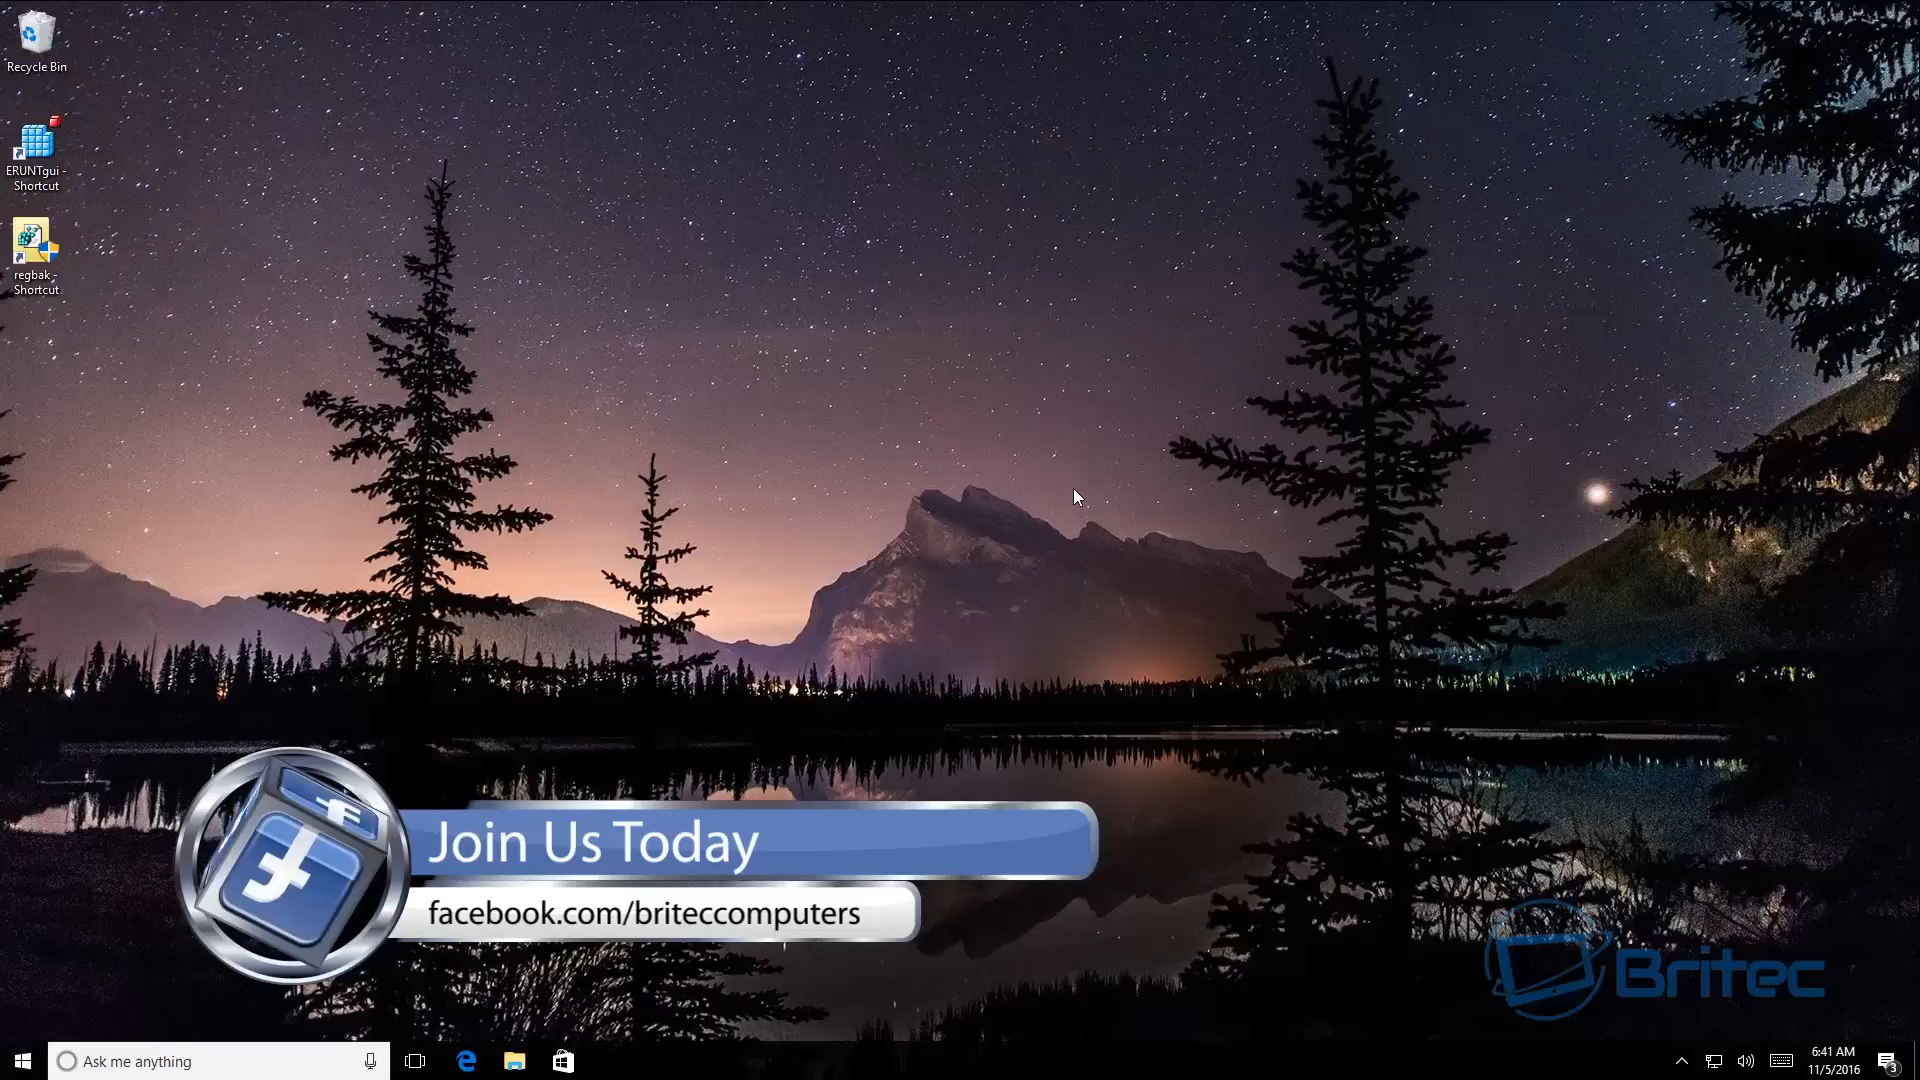 Recycle Bin
ERUNTgui -
Shortcut
regbak -
Shortcut
Join Us Today
facebook.com/briteccomputers
Britec
Ask me anything
6:41 AM
11/5/2016
3